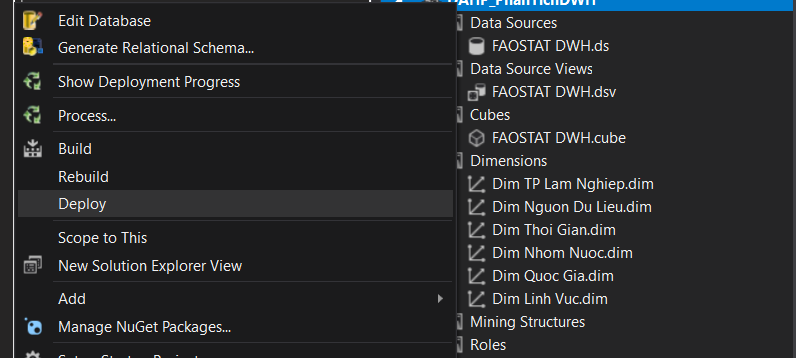 Edit Database
Generate Relational Schema...
Show Deployment Progress
Process...
Build
Rebuild
Deploy
Scope to This
New Solution Explorer View
Add
Manage NuGet Packages...
Data Sources
FAOSTAT DWH.ds
Data Source Views
FAOSTAT DWH.dsv
Cubes
FAOSTAT DWH.cube
Dimensions
Dim TP Lam Nghiep.dim
Dim Nguon Du Lieu.dim
Dim Thoi Gian.dim
Dim Nhom Nuoc.dim
Dim Quoc Gia.dim
Dim Linh Vuc.dim
Mining Structures
Roles